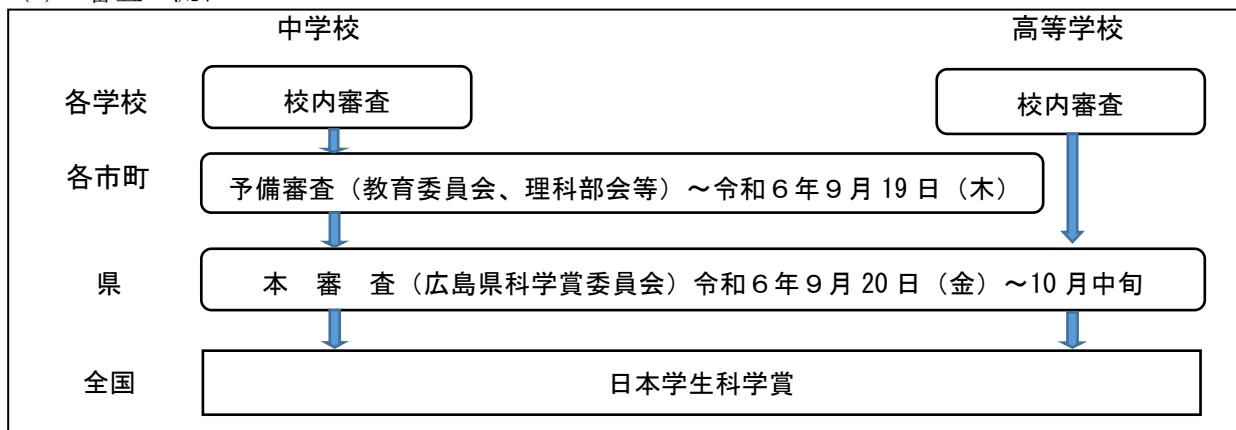 中学校 高等学校
各学校 校内審査 校内審査
各市町 予備審査（教育委員会、理科部会等）～令和６年９月19日（木）
県 本 審 査（広島県科学賞委員会）令和６年９月20日（金）～10月中旬
全国 日本学生科学賞